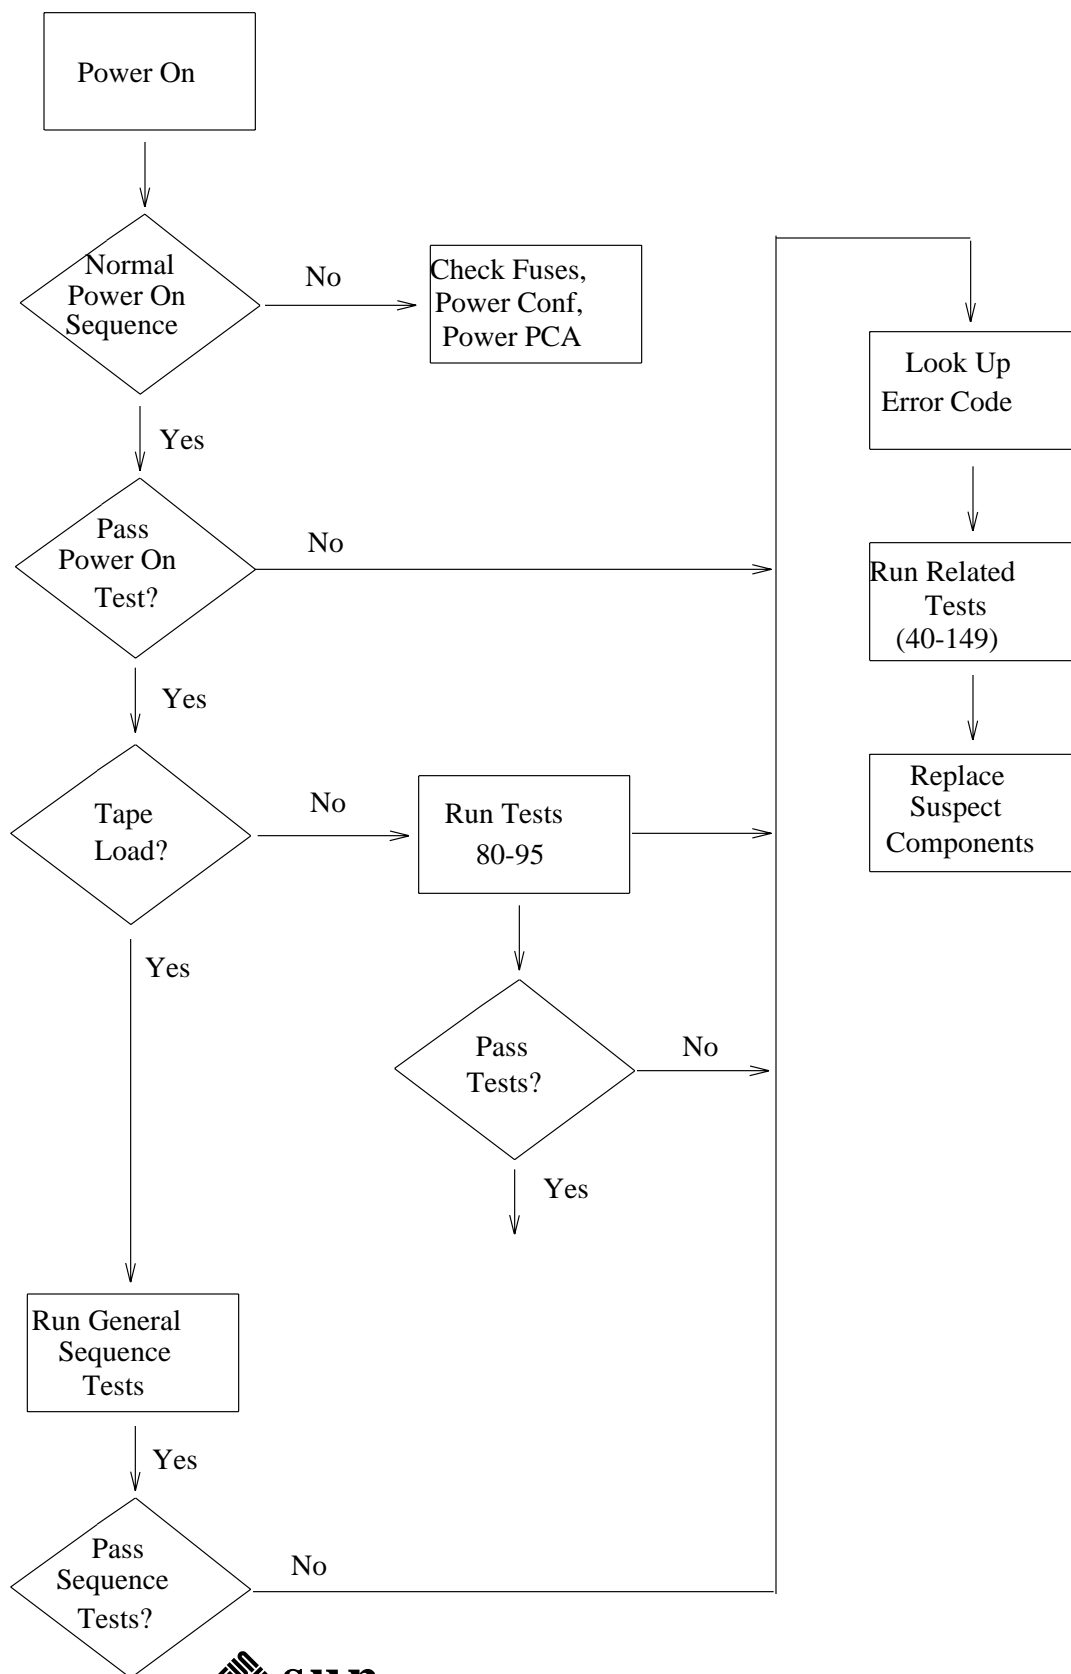 Power On
Normal
Power On
Sequence
No
Check Fuses,
Power Conf,
Power PCA
Yes
Pass
Power On
Test?
No
Yes
Tape
Load?
No
Run Tests
80-95
Yes
Pass
Tests?
No
Yes
Run General
Sequence
Tests
Yes
Pass
Sequence
Tests?
No
Look Up
Error Code
Run Related
Tests
(40-149)
Replace
Suspect
Components
sun